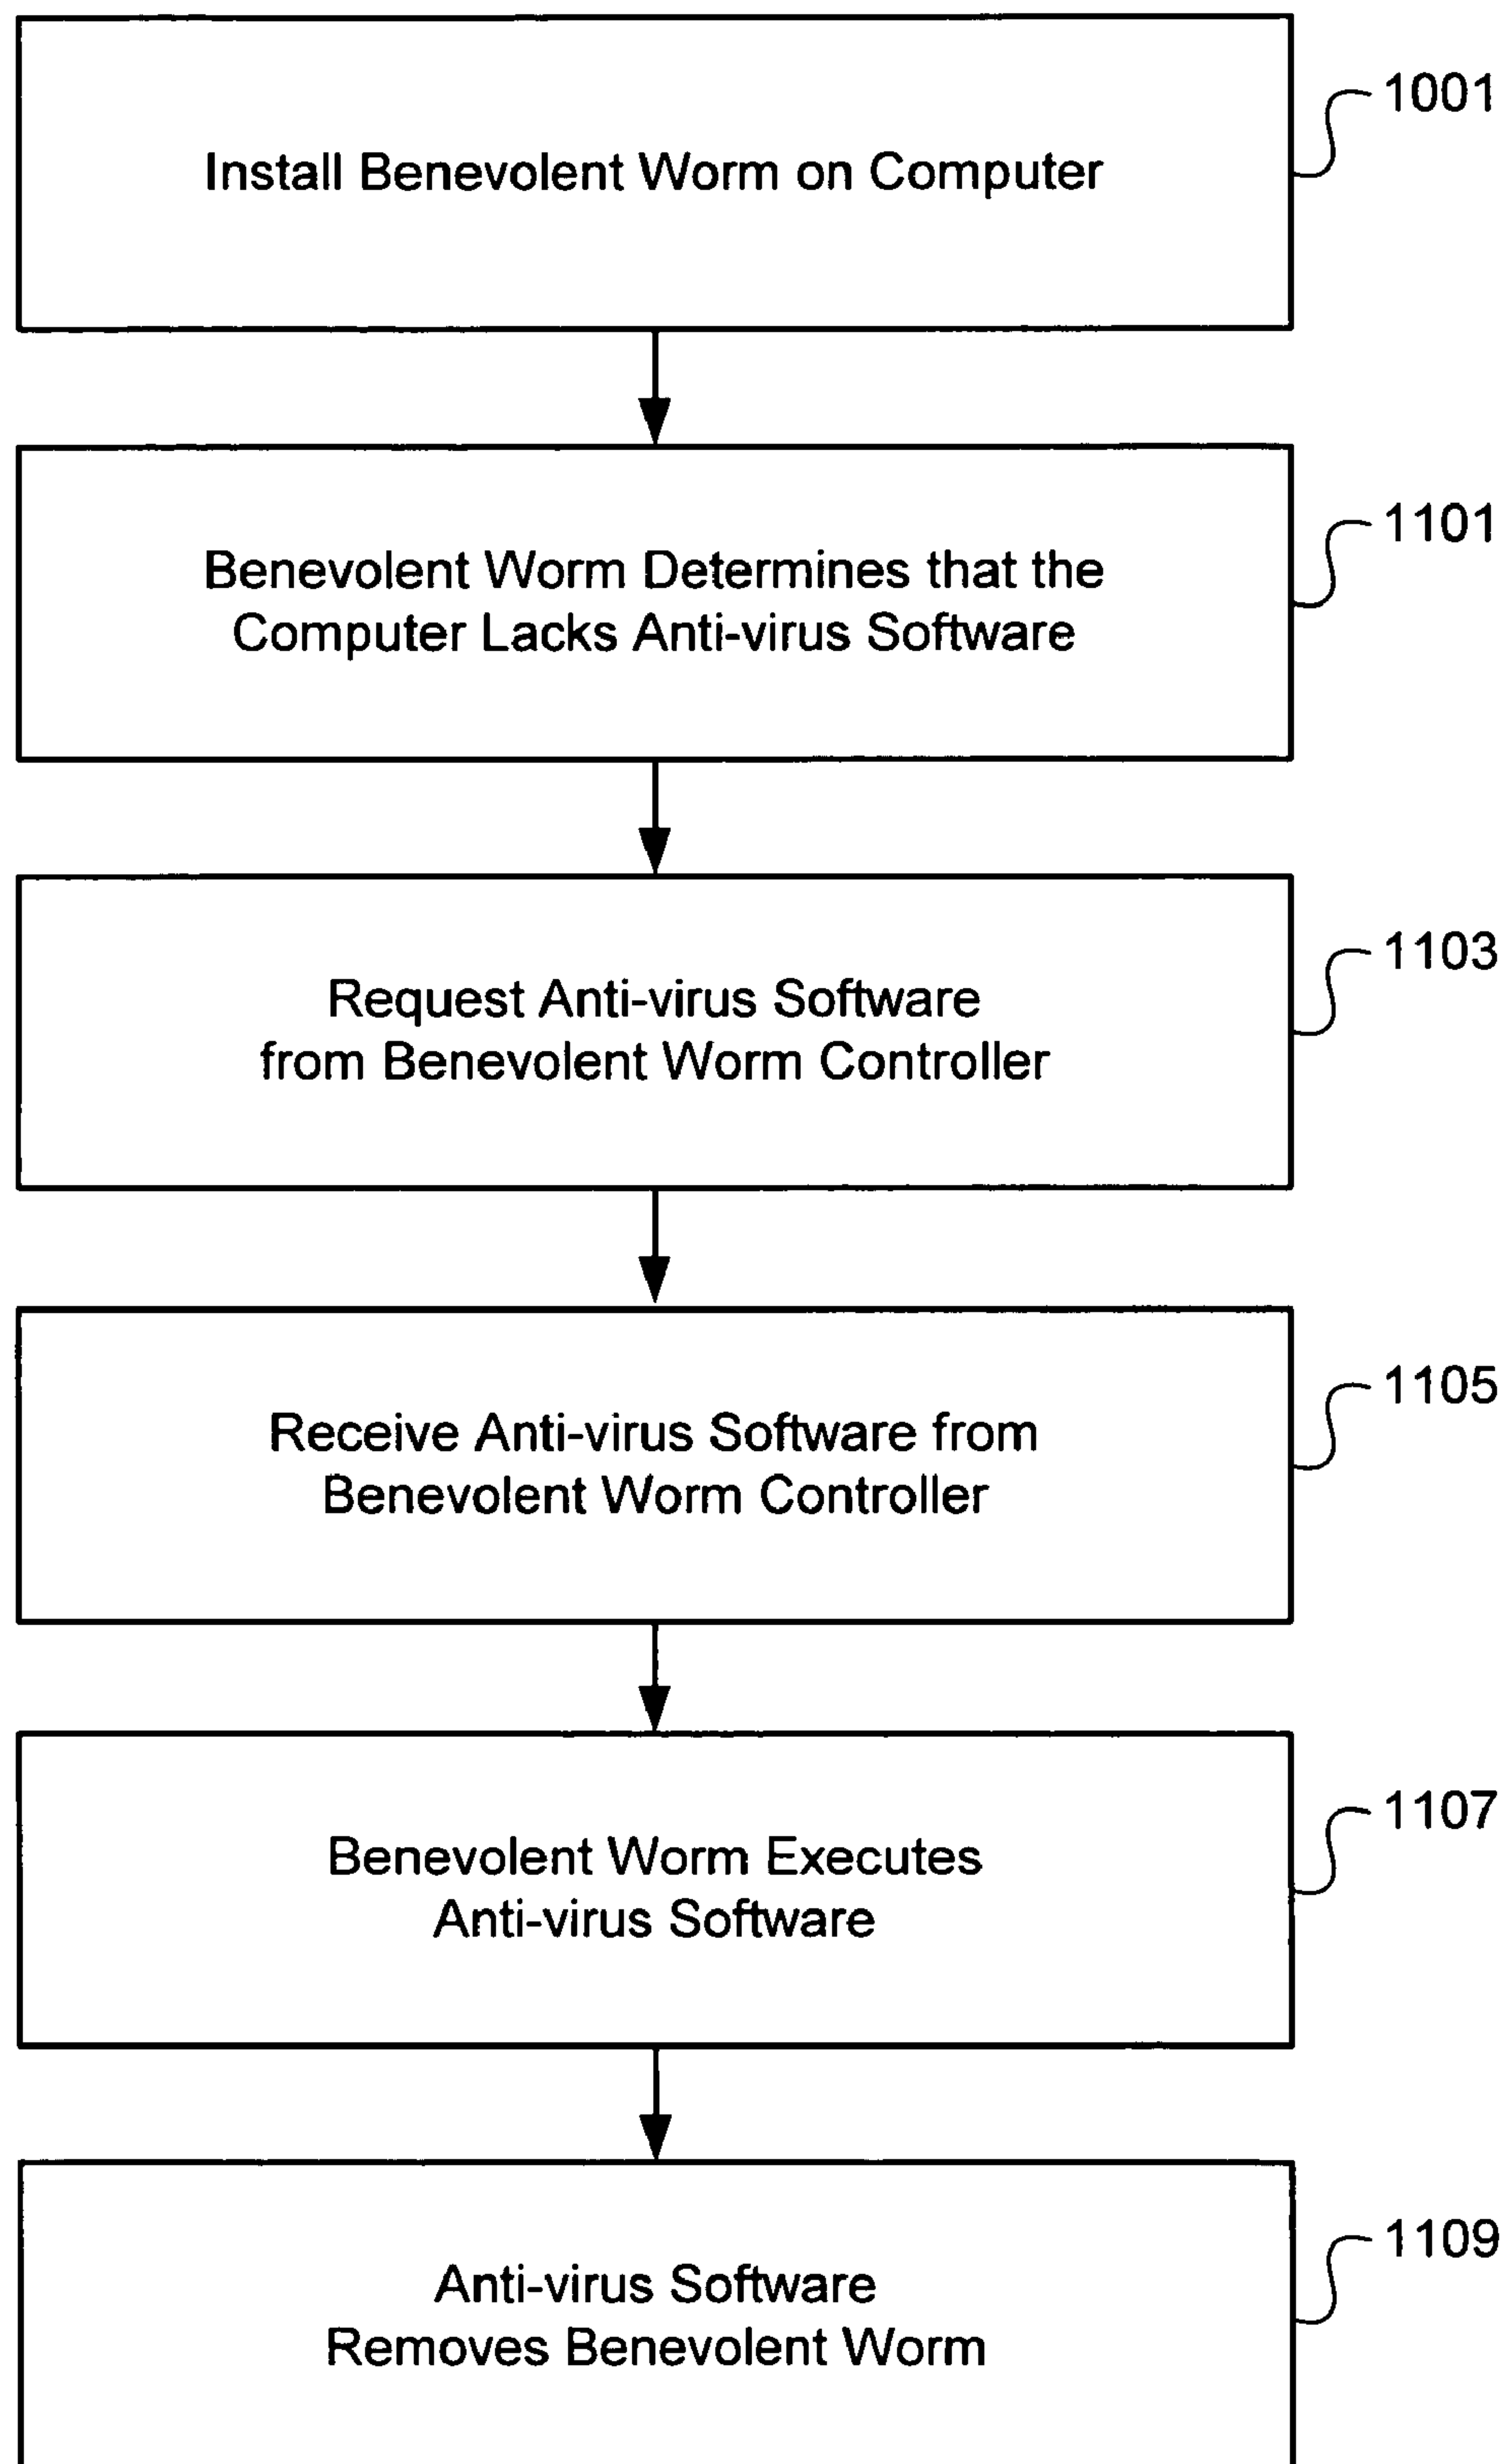 Install Benevolent Worm on Computer
1001
Benevolent Worm Determines that the
Computer Lacks Anti-virus Software
1101
Request Anti-virus Software
from Benevolent Worm Controller
1103
Receive Anti-virus Software from
Benevolent Worm Controller
1105
Benevolent Worm Executes
Anti-virus Software
1107
Anti-virus Software
Removes Benevolent Worm
1109